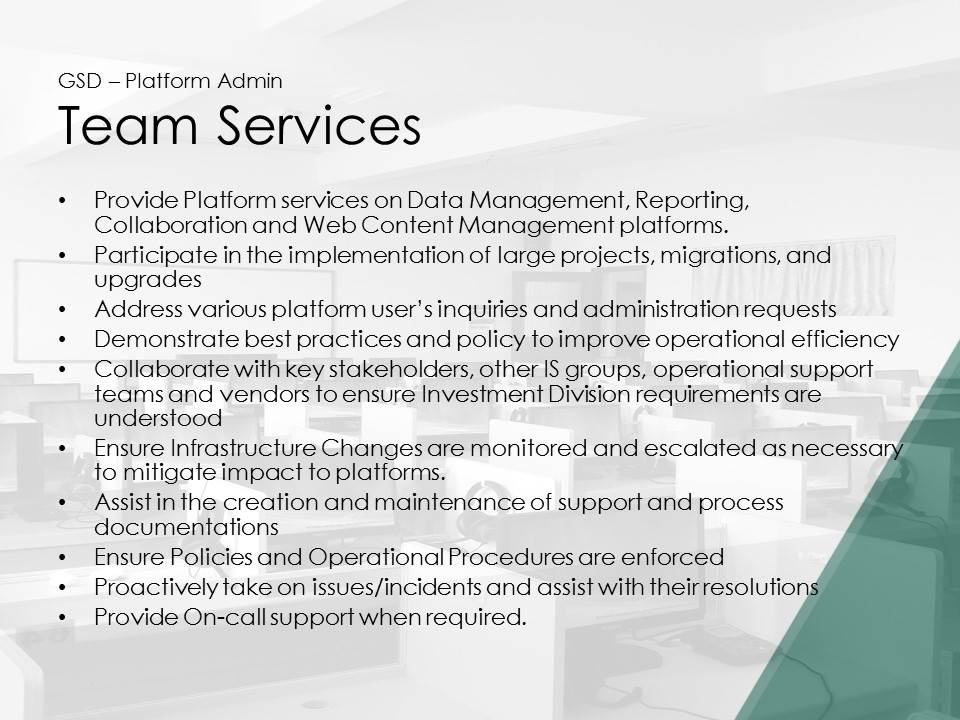 GSD – Platform Admin
Team Services
• Provide Platform services on Data Management, Reporting,
Collaboration and Web Content Management platforms.
• Participate in the implementation of large projects, migrations, and
upgrades
• Address various platform user’s inquiries and administration requests
• Demonstrate best practices and policy to improve operational efficiency
• Collaborate with key stakeholders, other IS groups, operational support
teams and vendors to ensure Investment Division requirements are
understood
• Ensure Infrastructure Changes are monitored and escalated as necessary
to mitigate impact to platforms.
• Assist in the creation and maintenance of support and process
documentations
• Ensure Policies and Operational Procedures are enforced
• Proactively take on issues/incidents and assist with their resolutions
• Provide On-call support when required.